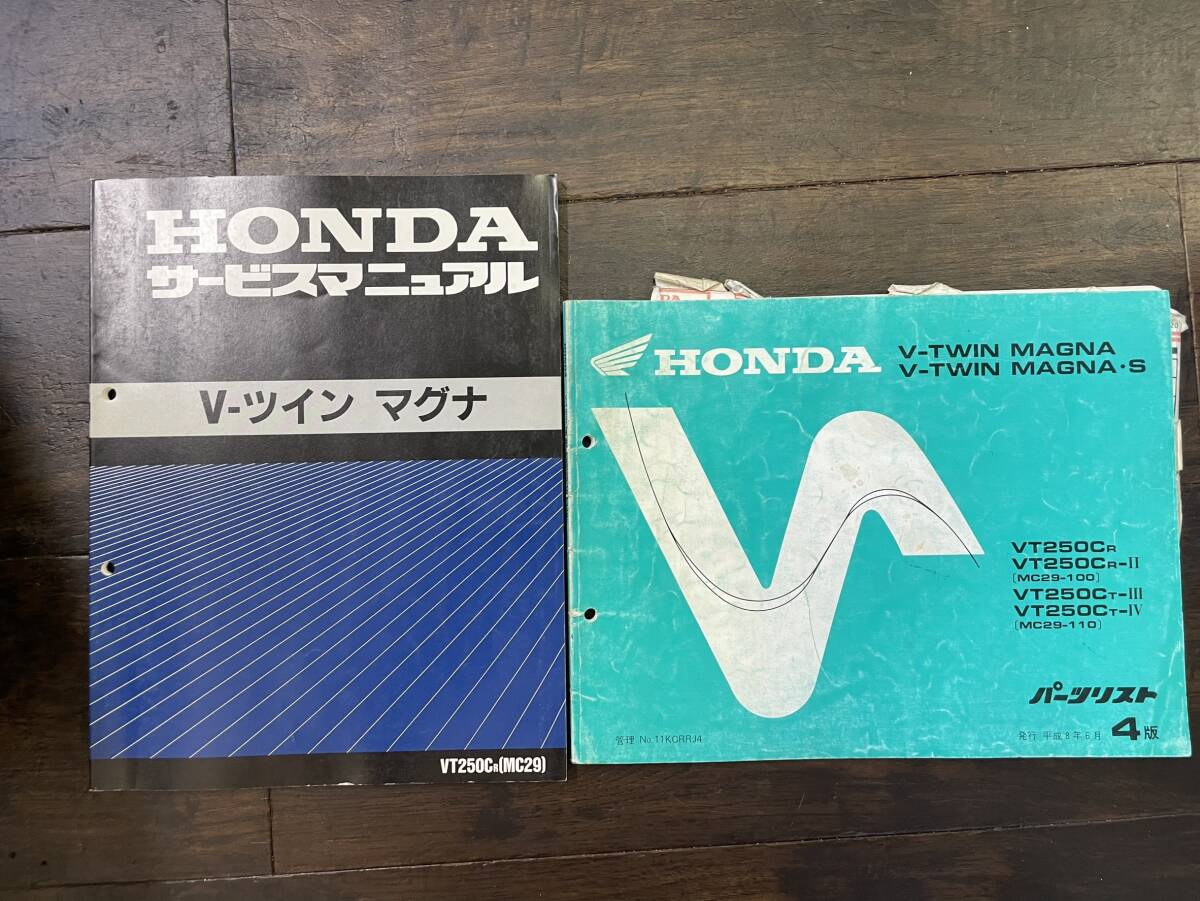 HONDA
サービスマニュアル
V-ツイン マグナ
VT250CR(MC29)
HONDA
V-TWIN MAGNA
V-TWIN MAGNA・S
VT250CR
VT250CR-II
〔MC29-100〕
VT250CT-III
VT250CT-IV
〔MC29-110〕
パーツリスト
管理 No.11KCRRJ4
発行 平成8年6月 4版